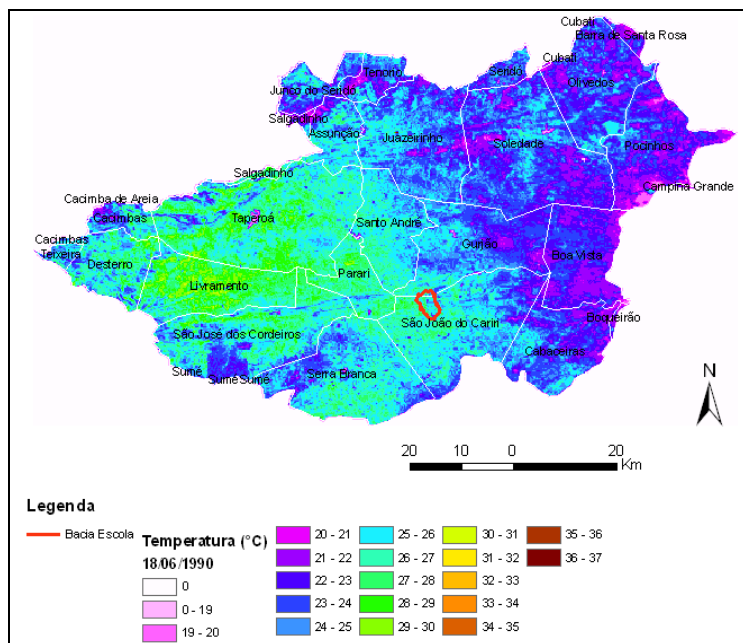 Cubati
Barra de Santa Rosa
Cubati
Tenorio
Seridó
Olivedos
Junco do Seridó
Salgadinho
Assunção
Juazeirinho
Soledade
Pocinhos
Salgadinho
Campina Grande
Cacimba de Areia
Cacimbas
Taperoá
Santo André
Cacimbas
Teixeira
Desterro
Gurjão
Boa Vista
Parari
Livramento
Boqueirão
São João do Cariri
São José dos Cordeiros
Cabaceiras
Sumé
Sumé Sumé
Serra Branca
N
20 10 0 20
Km
Legenda
Bacia Escola
Temperatura (°C)
18/06/1990
0
0 - 19
19 - 20
20 - 21
21 - 22
22 - 23
23 - 24
24 - 25
25 - 26
26 - 27
27 - 28
28 - 29
29 - 30
30 - 31
31 - 32
32 - 33
33 - 34
34 - 35
35 - 36
36 - 37